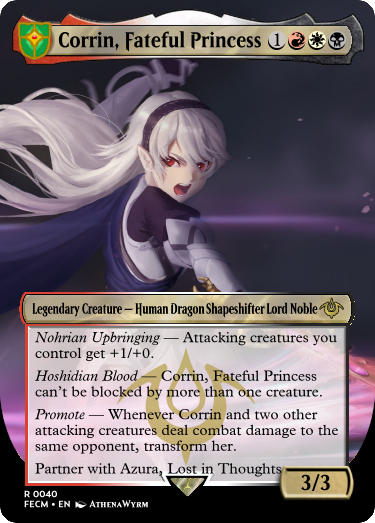 Corrin, Fateful Princess 1
Legendary Creature — Human Dragon Shapeshifter Lord Noble
Nohrian Upbringing — Attacking creatures you
control get +1/+0.
Hoshidian Blood — Corrin, Fateful Princess
can't be blocked by more than one creature.
Promote — Whenever Corrin and two other
attacking creatures deal combat damage to
the same opponent, transform her.
Partner with Azura, Lost in Thoughts
3/3
R 0040
FECM • EN AthenaWyrm